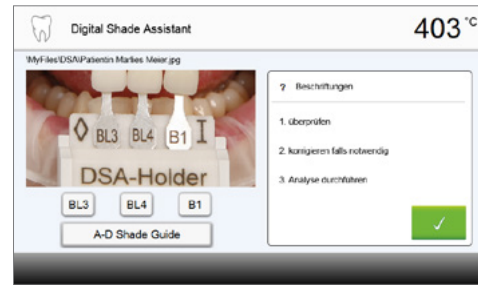 Digital Shade Assistant
403 °C
\MyFiles\DSA\Patientin Marlies Meier.jpg
BL3 BL4 B1 I
DSA-Holder
BL3 BL4 B1
A-D Shade Guide
? Beschriftungen
1. überprüfen
2. korrigieren falls notwendig
3. Analyse durchführen